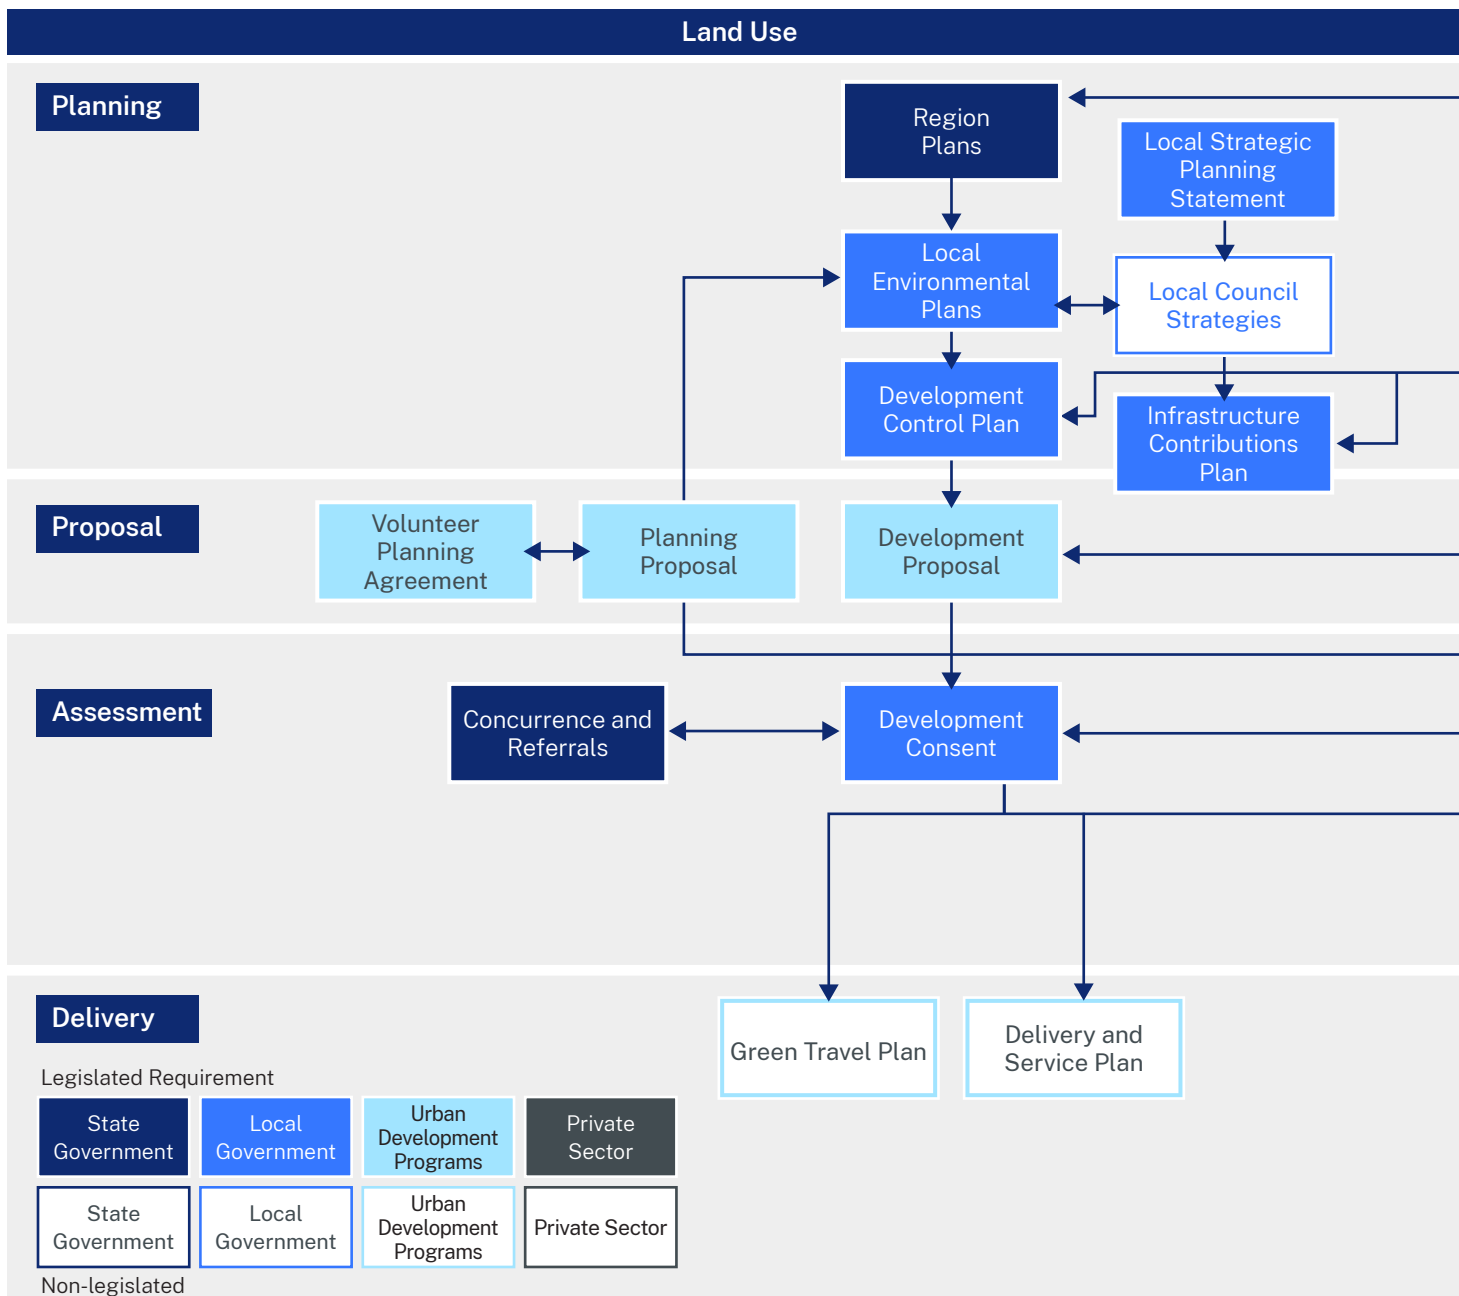 Land Use
Planning
Region
Plans
Local Strategic
Planning
Statement
Local
Environmental
Plans
Local Council
Strategies
Development
Control Plan
Infrastructure
Contributions
Plan
Proposal
Volunteer
Planning
Agreement
Planning
Proposal
Development
Proposal
Assessment
Concurrence and
Referrals
Development
Consent
Delivery
Green Travel Plan
Delivery and
Service Plan
Legislated Requirement
State
Government
Local
Government
Urban
Development
Programs
Private
Sector
State
Government
Local
Government
Urban
Development
Programs
Private Sector
Non-legislated